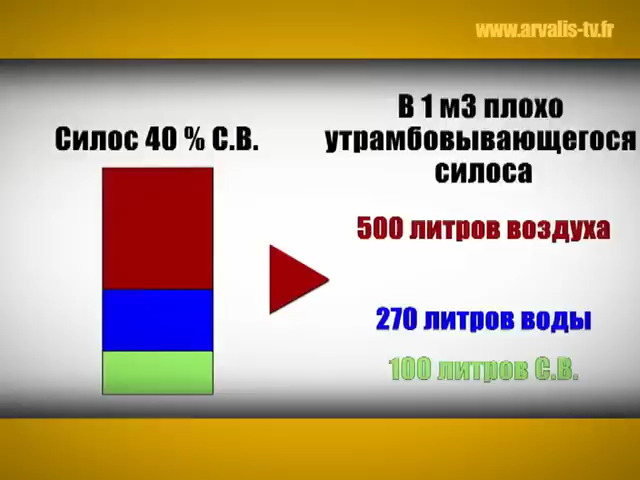 www.arvalis-tv.fr
Силос 40 % С.В.
В 1 м3 плохо
утрамбовывающегося
силоса
500 литров воздуха
270 литров воды
100 литров С.В.